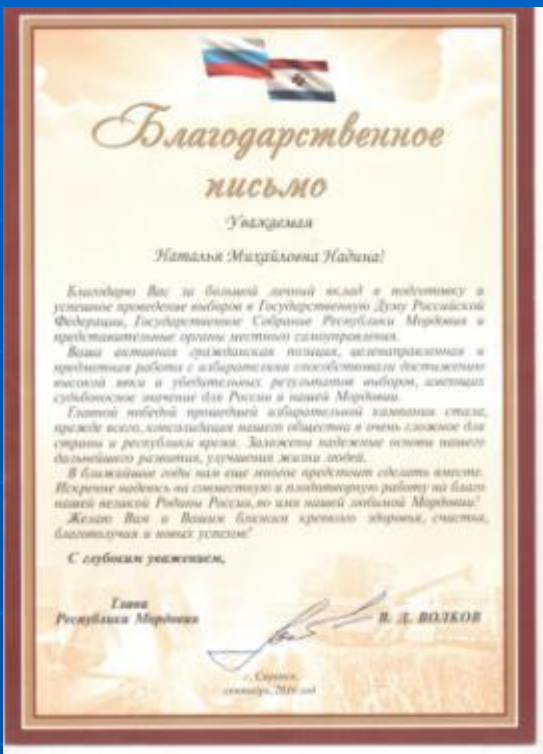 Благодарственное
письмо
Уважаемая
Наталья Михайловна Надина!
Благодарю Вас за большой личный вклад в подготовку и
успешное проведение выборов в Государственную Думу Российской
Федерации, Государственное Собрание Республики Мордовия и
представительные органы местного самоуправления.
Ваша активная гражданская позиция, целенаправленная и
предметная работа с избирателями способствовали достижению
высокой явки и убедительных результатов выборов, имеющих
судьбоносное значение для России и нашей Мордовии.
Главной победой прошедшей избирательной кампании стала,
прежде всего, консолидация нашего общества в очень сложное для
страны и республики время. Заложены надежные основы нашего
дальнейшего развития, улучшения жизни людей.
В ближайшие годы нам еще многое предстоит сделать вместе.
Искренне надеюсь на совместную и плодотворную работу на благо
нашей великой Родины России, во имя нашей любимой Мордовии!
Желаю Вам и Вашим близким крепкого здоровья, счастья,
благополучия и новых успехов!
С глубоким уважением,
Глава
Республики Мордовия
В. Д. ВОЛКОВ
г. Саранск,
сентябрь, 2016 год